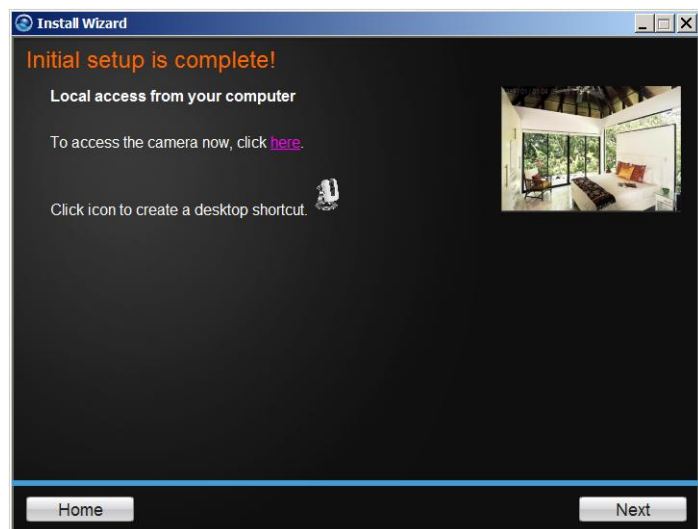 Install Wizard
Initial setup is complete!
Local access from your computer
To access the camera now, click here.
Click icon to create a desktop shortcut.
Home
Next